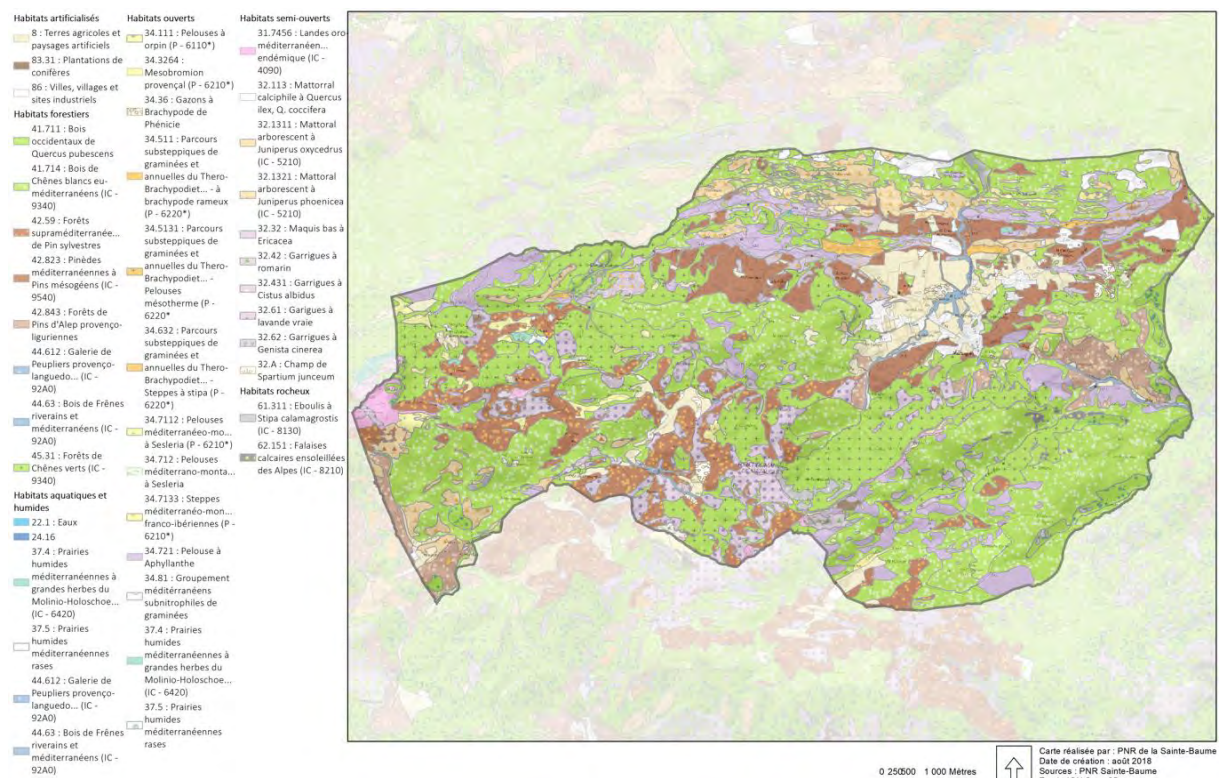 Habitats artificialisés
8 : Terres agricoles et
paysages artificiels
83.31 : Plantations de
conifères
86 : Villes, villages et
sites industriels
Habitats forestiers
41.711 : Bois
occidentaux de
Quercus pubescens
41.714 : Bois de
Chênes blancs eu-
méditerranéens (IC -
9340)
42.59 : Forêts
supraméditerranée...
de Pin sylvestres
42.823 : Pinèdes
méditerranéennes à
Pins mésogéens (IC -
9540)
42.843 : Forêts de
Pins d'Alep provenço-
liguriennes
44.612 : Galerie de
Peupliers provenço-
languedo... (IC -
92A0)
44.63 : Bois de Frênes
riverains et
méditerranéens (IC -
92A0)
45.31 : Forêts de
Chênes verts (IC -
9340)
Habitats aquatiques et
humides
22.1 : Eaux
24.16
37.4 : Prairies
humides
méditerranéennes à
grandes herbes du
Molinio-Holoschoe...
(IC - 6420)
37.5 : Prairies
humides
méditerranéennes
rases
44.612 : Galerie de
Peupliers provenço-
languedo... (IC -
92A0)
44.63 : Bois de Frênes
riverains et
méditerranéens (IC -
92A0)
Habitats ouverts
34.111 : Pelouses à
orpin (P - 6110*)
34.3264 :
Mesobromion
provençal (P - 6210*)
34.36 : Gazons à
Brachypode de
Phénicie
34.511 : Parcours
substeppiques de
graminées et
annuelles du Thero-
Brachypodiet... - à
brachypode rameux
(P - 6220*)
34.5131 : Parcours
substeppiques de
graminées et
annuelles du Thero-
Brachypodiet... -
Pelouses
mésotherme (P -
6220*
34.632 : Parcours
substeppiques de
graminées et
annuelles du Thero-
Brachypodiet... -
Steppes à stipa (P -
6220*)
34.7112 : Pelouses
méditerranéeo-mo...
à Sesleria (P - 6210*)
34.712 : Pelouses
méditerrano-monta...
à Sesleria
34.7133 : Steppes
méditerranéo-mon...
franco-ibériennes (P -
6210*)
34.721 : Pelouse à
Aphyllanthe
34.81 : Groupement
méditérranéens
subnitrophiles de
graminées
37.4 : Prairies
humides
méditerranéennes à
grandes herbes du
Molinio-Holoschoe...
(IC - 6420)
37.5 : Prairies
humides
méditerranéennes
rases
Habitats semi-ouverts
31.7456 : Landes oro-
méditerranéen...
endémique (IC -
4090)
32.113 : Mattorral
calciphile à Quercus
ilex, Q. coccifera
32.1311 : Mattoral
arborescent à
Juniperus oxycedrus
(IC - 5210)
32.1321 : Mattoral
arborescent à
Juniperus phoenicea
(IC - 5210)
32.32 : Maquis bas à
Ericacea
32.42 : Garrigues à
romarin
32.431 : Garrigues à
Cistus albidus
32.61 : Garigues à
lavande vraie
32.62 : Garrigues à
Genista cinerea
32.A : Champ de
Spartium junceum
Habitats rocheux
61.311 : Eboulis à
Stipa calamagrostis
(IC - 8130)
62.151 : Falaises
calcaires ensoleillées
des Alpes (IC - 8210)
0 250500 1 000 Mètres
Carte réalisée par : PNR de la Sainte-Baume
Date de création : août 2018
Sources : PNR Sainte-Baume